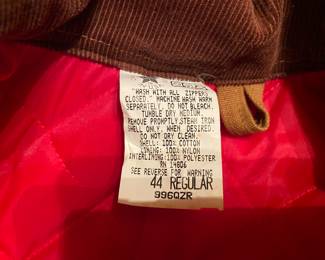 "WASH WITH ALL ZIPPERS
CLOSED." MACHINE WASH WARM
SEPARATELY. DO NOT BLEACH.
TUMBLE DRY MEDIUM.
REMOVE PROMPTLY. STEAM IRON
SHELL ONLY. WHEN DESIRED.
DO NOT DRY CLEAN.
SHELL: 100% COTTON
LINING: 100% NYLON
INTERLINING: 100% POLYESTER
RN 14806
SEE REVERSE FOR WARNING
44 REGULAR
996QZR